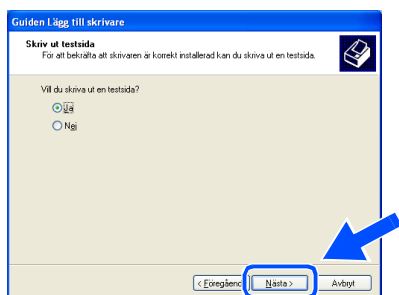 Guiden Lägg till skrivare
Skriv ut testsida
För att bekräfta att skrivaren är korrekt installerad kan du skriva ut en testsida.
Vill du skriva ut en testsida?
Ja
Nej
< Föregåend Nästa > Avbryt